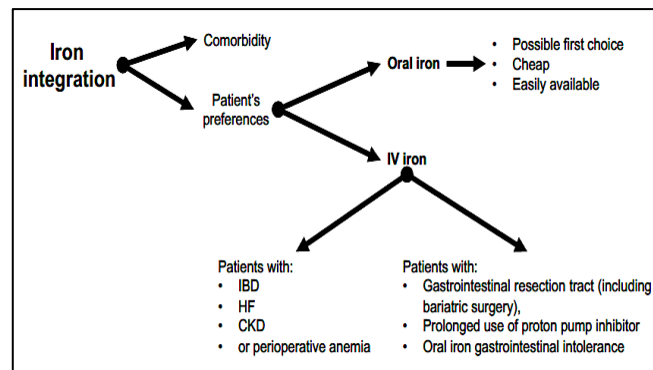 Iron
integration
Comorbidity
Patient's
preferences
Oral iron
• Possible first choice
• Cheap
• Easily available
IV iron
Patients with:
• IBD
• HF
• CKD
• or perioperative anemia
Patients with:
• Gastrointestinal resection tract (including
bariatric surgery),
• Prolonged use of proton pump inhibitor
• Oral iron gastrointestinal intolerance